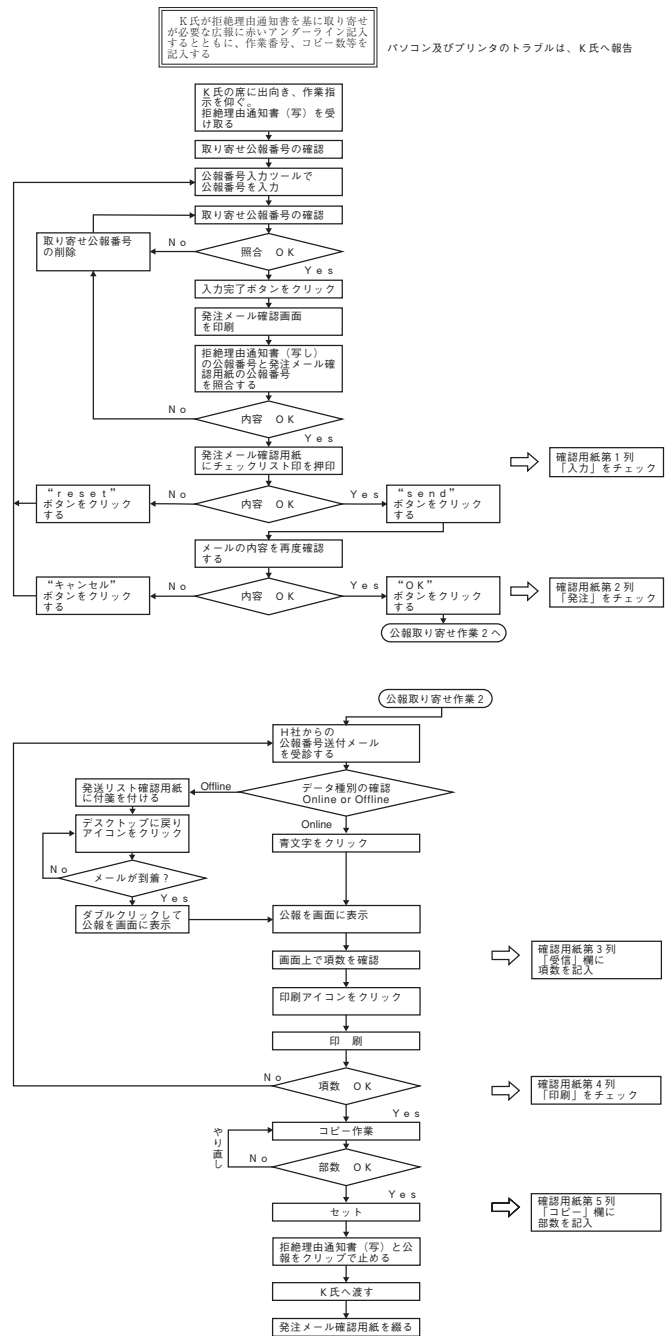 K氏が拒絶理由通知書を基に取り寄せ
が必要な広報に赤いアンダーライン記入
するとともに、作業番号、コピー数等を
記入する
パソコン及びプリンタのトラブルは、K氏へ報告
K氏の席に出向き、作業指
示を仰ぐ。
拒絶理由通知書（写）を受
け取る
取り寄せ公報番号の確認
公報番号入力ツールで
公報番号を入力
取り寄せ公報番号の確認
取り寄せ公報番号
の削除
No
照合 OK
Yes
入力完了ボタンをクリック
発注メール確認画面
を印刷
拒絶理由通知書（写し）
の公報番号と発注メール確
認用紙の公報番号
を照合する
No
内容 OK
Yes
発注メール確認用紙
にチェックリスト印を押印
確認用紙第1列
「入力」をチェック
“reset”
ボタンをクリック
する
No
内容 OK
Yes
“send”
ボタンをクリック
する
メールの内容を再度確認
する
“キャンセル”
ボタンをクリック
する
No
内容 OK
Yes
“OK”
ボタンをクリック
する
確認用紙第2列
「発注」をチェック
公報取り寄せ作業2へ
公報取り寄せ作業2
H社からの
公報番号送付メール
を受診する
発送リスト確認用紙
に付箋を付ける
Offline
データ種別の確認
Online or Offline
Online
デスクトップに戻り
アイコンをクリック
青文字をクリック
No
メールが到着？
Yes
ダブルクリックして
公報を画面に表示
公報を画面に表示
画面上で項数を確認
確認用紙第3列
「受信」欄に
項数を記入
印刷アイコンをクリック
印 刷
No
項数 OK
Yes
確認用紙第4列
「印刷」をチェック
コピー作業
やり直し
No
部数 OK
Yes
セット
確認用紙第5列
「コピー」欄に
部数を記入
拒絶理由通知書（写）と公
報をクリップで止める
K氏へ渡す
発注メール確認用紙を綴る